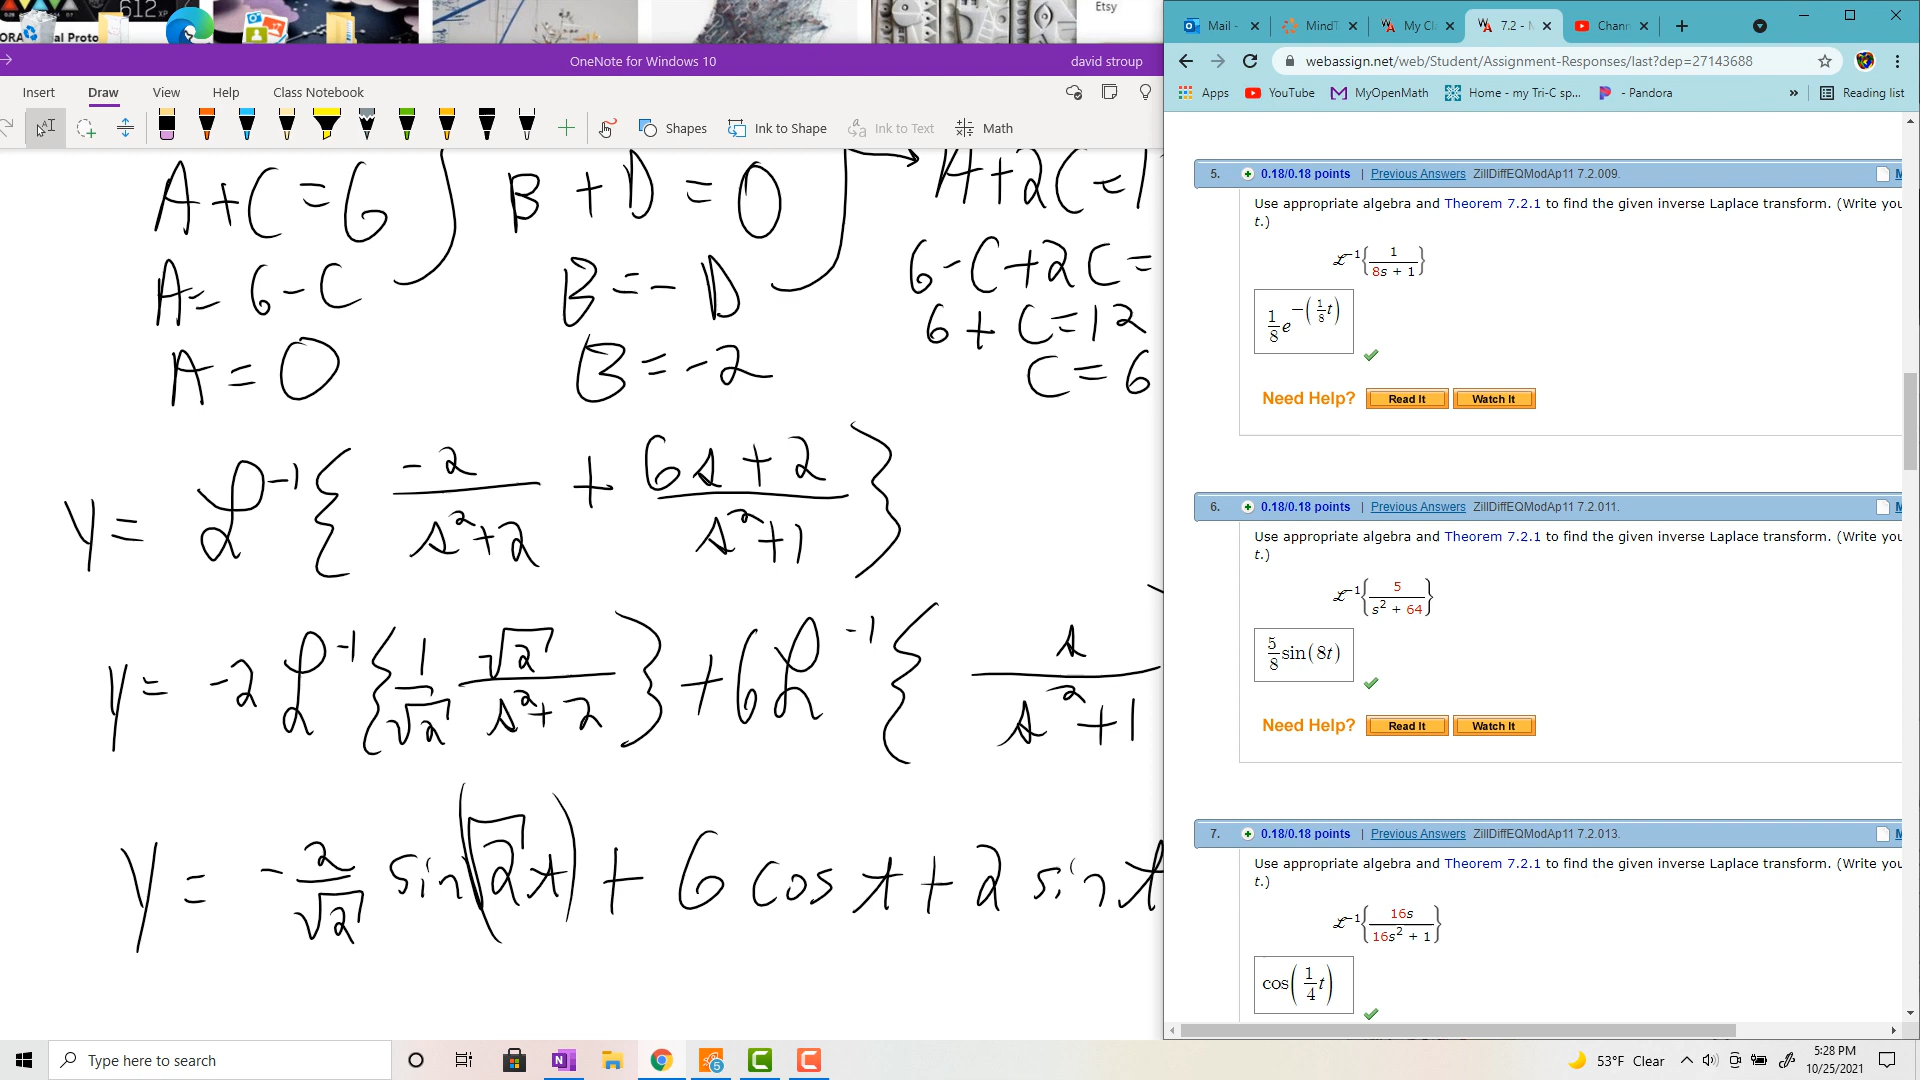 612 XP
Etsy
ORA
al Proto
OneNote for Windows 10
david stroup
Insert
Draw
View
Help
Class Notebook
Shapes
Ink to Shape
Ink to Text
Math
A+C=6
B+D=0
A+2C=1
A=6-C
B=-D
6-C+2C=
6+C=12
A=0
B=-2
C=6
y= ℒ^-1{ -2/(s²+2) + (6s+2)/(s²+1) }
y= -2 ℒ^-1{ 1/√2 √2/(s²+2) } +6ℒ^-1{ s/(s²+1)
y= -2/√2 sin(√2t) + 6 cos t + 2 sin t
Mail -
MindT
My Cl
7.2 - M
Chann
webassign.net/web/Student/Assignment-Responses/last?dep=27143688
Apps
YouTube
MyOpenMath
Home - my Tri-C sp...
- Pandora
»
Reading list
5. 0.18/0.18 points | Previous Answers ZillDiffEQModAp11 7.2.009.
Use appropriate algebra and Theorem 7.2.1 to find the given inverse Laplace transform. (Write you
t.)
ℒ^-1{ 1/(8s + 1) }
1/8 e^-(1/8 t)
Need Help? Read It Watch It
6. 0.18/0.18 points | Previous Answers ZillDiffEQModAp11 7.2.011.
Use appropriate algebra and Theorem 7.2.1 to find the given inverse Laplace transform. (Write you
t.)
ℒ^-1{ 5/(s² + 64) }
5/8 sin(8t)
Need Help? Read It Watch It
7. 0.18/0.18 points | Previous Answers ZillDiffEQModAp11 7.2.013.
Use appropriate algebra and Theorem 7.2.1 to find the given inverse Laplace transform. (Write you
t.)
ℒ^-1{ 16s/(16s² + 1) }
cos(1/4 t)
Type here to search
53°F Clear
5:28 PM
10/25/2021